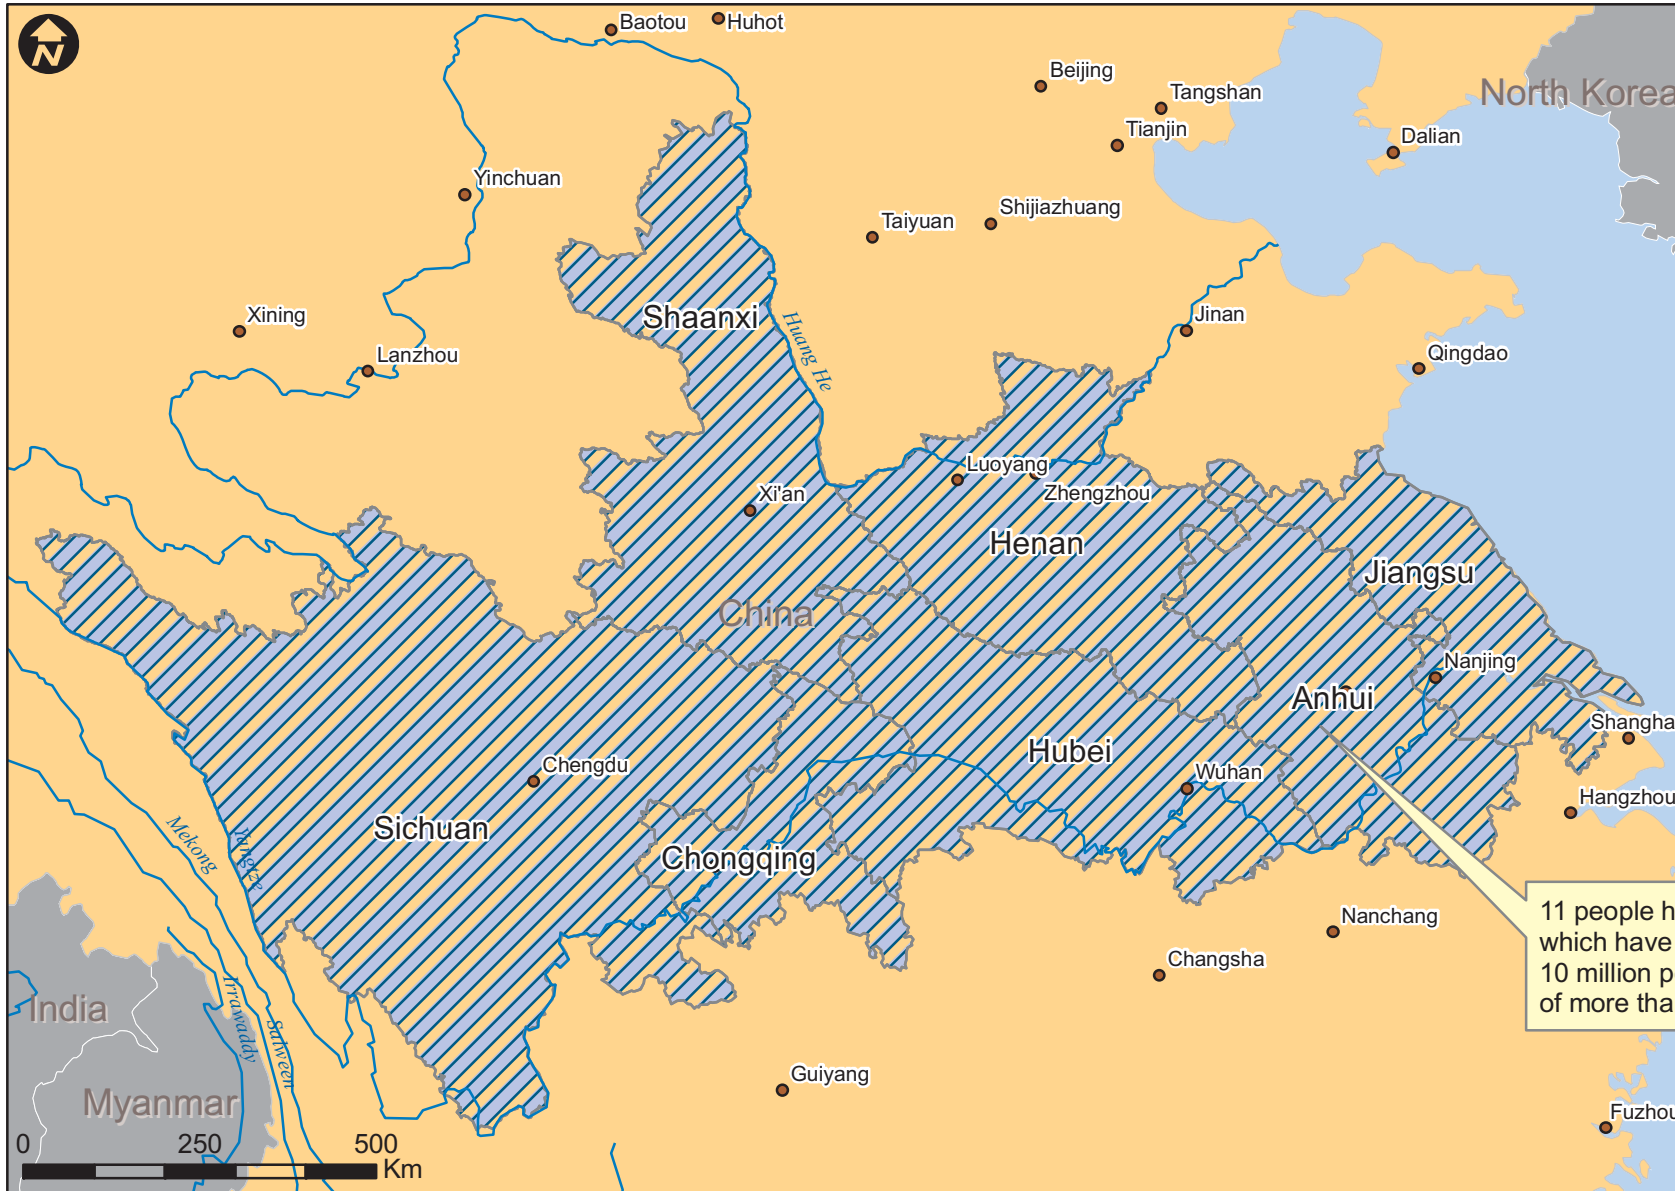 N
Baotou
Huhot
Beijing
Tangshan
North Korea
Tianjin
Dalian
Yinchuan
Taiyuan
Shijiazhuang
Xining
Shaanxi
Huang He
Jinan
Lanzhou
Qingdao
Luoyang
Zhengzhou
Xi'an
Henan
Jiangsu
China
Nanjing
Anhui
Shangha
Hubei
Chengdu
Wuhan
Hangzhou
Sichuan
Mekong
Yangtze
Chongqing
11 people h
which have
10 million p
of more tha
Nanchang
Changsha
India
Irrawaddy
Salween
Guiyang
Myanmar
Fuzhou
0 250 500
Km